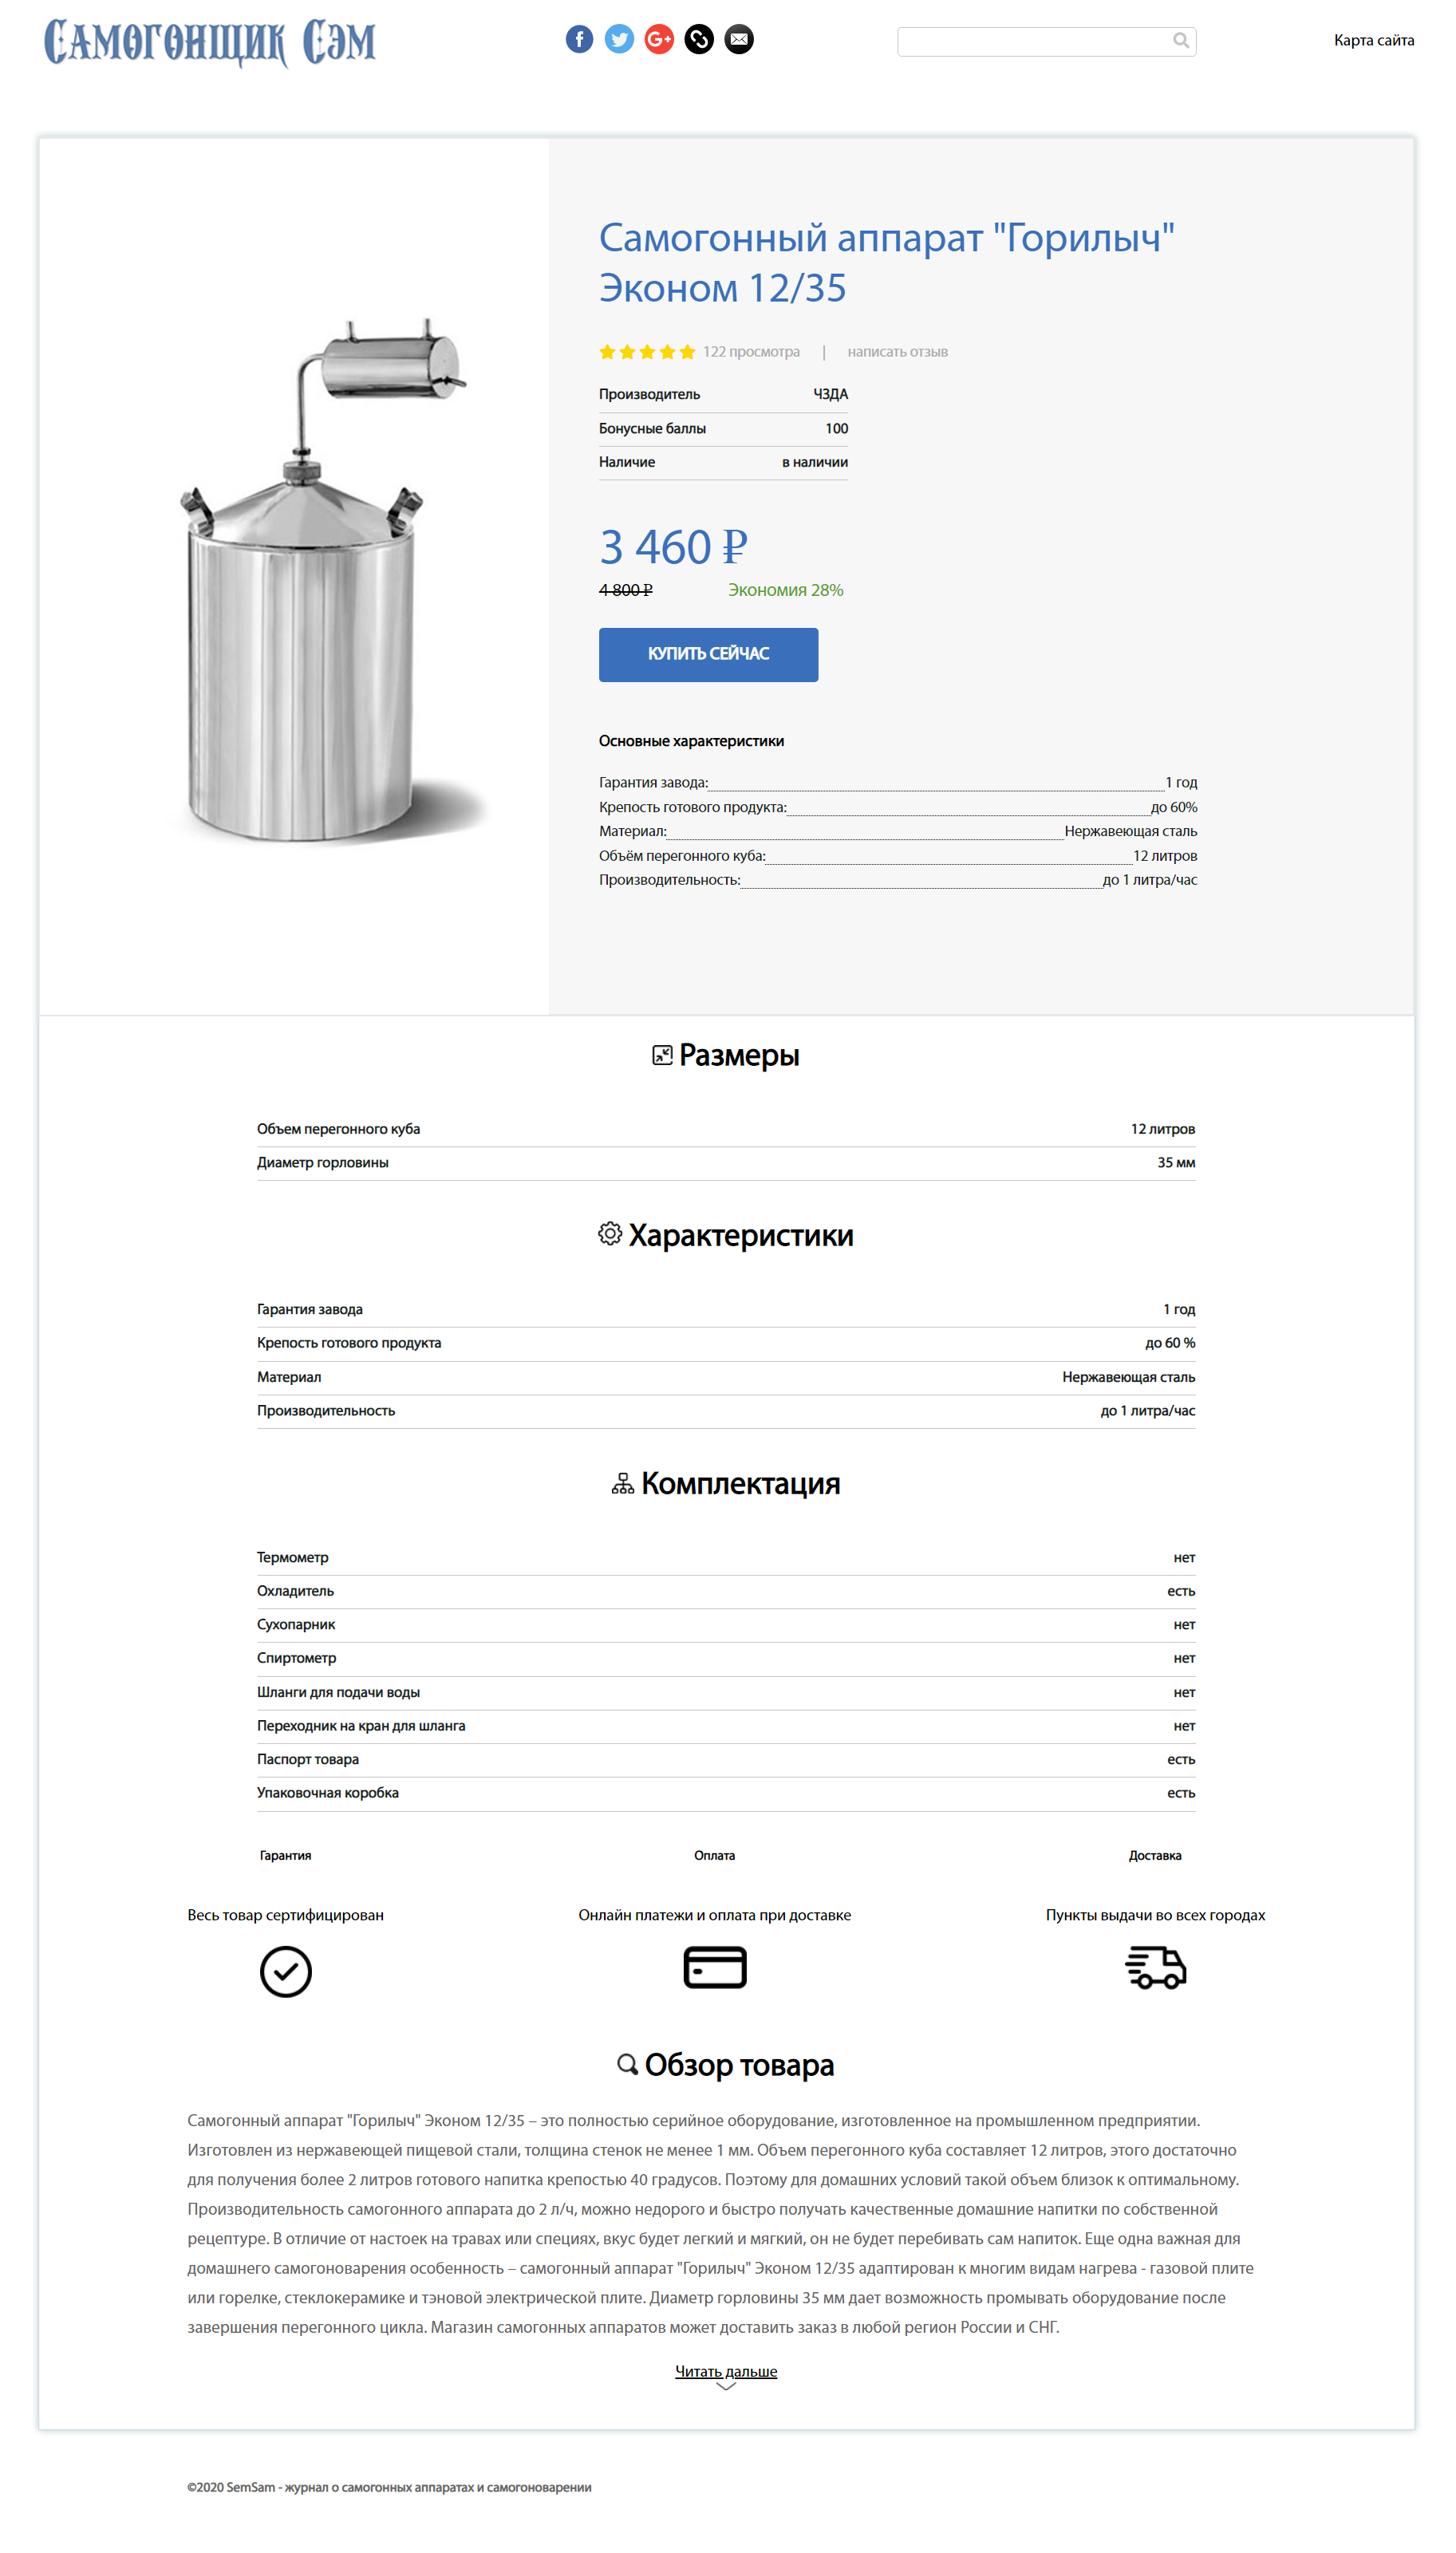 Самогонщик Сэм
Карта сайта
Самогонный аппарат "Горилыч"
Эконом 12/35
122 просмотра | написать отзыв
Производитель ЧЗДА
Бонусные баллы 100
Наличие в наличии
3 460 ₽
4 800 ₽ Экономия 28%
КУПИТЬ СЕЙЧАС
Основные характеристики
Гарантия завода: 1 год
Крепость готового продукта: до 60%
Материал: Нержавеющая сталь
Объём перегонного куба: 12 литров
Производительность: до 1 литра/час
Размеры
Объем перегонного куба 12 литров
Диаметр горловины 35 мм
Характеристики
Гарантия завода 1 год
Крепость готового продукта до 60 %
Материал Нержавеющая сталь
Производительность до 1 литра/час
Комплектация
Термометр нет
Охладитель есть
Сухопарник нет
Спиртометр нет
Шланги для подачи воды нет
Переходник на кран для шланга нет
Паспорт товара есть
Упаковочная коробка есть
Гарантия Оплата Доставка
Весь товар сертифицирован Онлайн платежи и оплата при доставке Пункты выдачи во всех городах
Обзор товара
Самогонный аппарат "Горилыч" Эконом 12/35 – это полностью серийное оборудование, изготовленное на промышленном предприятии.
Изготовлен из нержавеющей пищевой стали, толщина стенок не менее 1 мм. Объем перегонного куба составляет 12 литров, этого достаточно
для получения более 2 литров готового напитка крепостью 40 градусов. Поэтому для домашних условий такой объем близок к оптимальному.
Производительность самогонного аппарата до 2 л/ч, можно недорого и быстро получать качественные домашние напитки по собственной
рецептуре. В отличие от настоек на травах или специях, вкус будет легкий и мягкий, он не будет перебивать сам напиток. Еще одна важная для
домашнего самогоноварения особенность – самогонный аппарат "Горилыч" Эконом 12/35 адаптирован к многим видам нагрева - газовой плите
или горелке, стеклокерамике и тэновой электрической плите. Диаметр горловины 35 мм дает возможность промывать оборудование после
завершения перегонного цикла. Магазин самогонных аппаратов может доставить заказ в любой регион России и СНГ.
Читать дальше
©2020 SemSam - журнал о самогонных аппаратах и самогоноварении